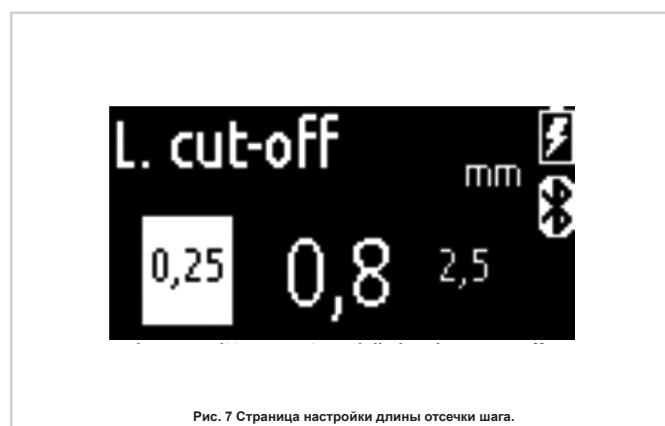 L. cut-off
mm
0,25 0,8 2,5
Рис. 7 Страница настройки длины отсечки шага.